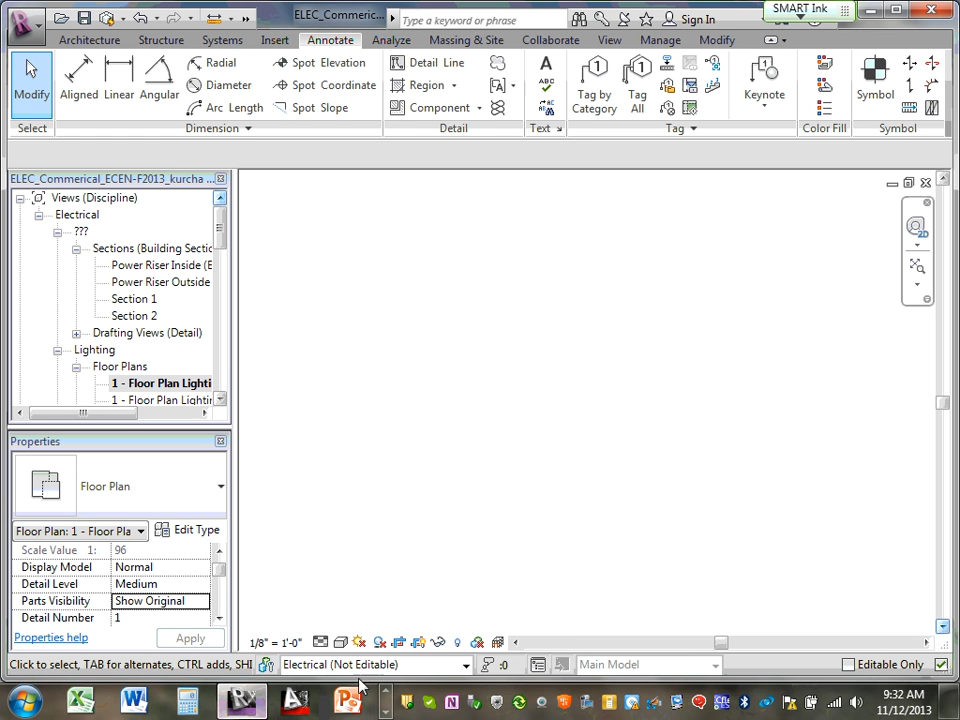 ELEC_Commeric...
Type a keyword or phrase
Sign In
SMART Ink
Architecture
Structure
Systems
Insert
Annotate
Analyze
Massing & Site
Collaborate
View
Manage
Modify
Modify
Aligned
Linear
Angular
Radial
Diameter
Arc Length
Spot Elevation
Spot Coordinate
Spot Slope
Detail Line
Region
Component
A
ABC
Tag by
Category
Tag
All
Keynote
Symbol
Select
Dimension
Detail
Text
Tag
Color Fill
Symbol
ELEC_Commerical_ECEN-F2013_kurcha ...
Views (Discipline)
Electrical
???
Sections (Building Sectic
Power Riser Inside (E
Power Riser Outside
Section 1
Section 2
Drafting Views (Detail)
Lighting
Floor Plans
1 - Floor Plan Lighti
1 - Floor Plan Lightir
Properties
Floor Plan
Floor Plan: 1 - Floor Pla
Edit Type
Scale Value 1:
96
Display Model
Normal
Detail Level
Medium
Parts Visibility
Show Original
Detail Number
1
Properties help
Apply
2D
1/8" = 1'-0"
Click to select, TAB for alternates, CTRL adds, SHI
Electrical (Not Editable)
:0
Main Model
Editable Only
9:32 AM
11/12/2013